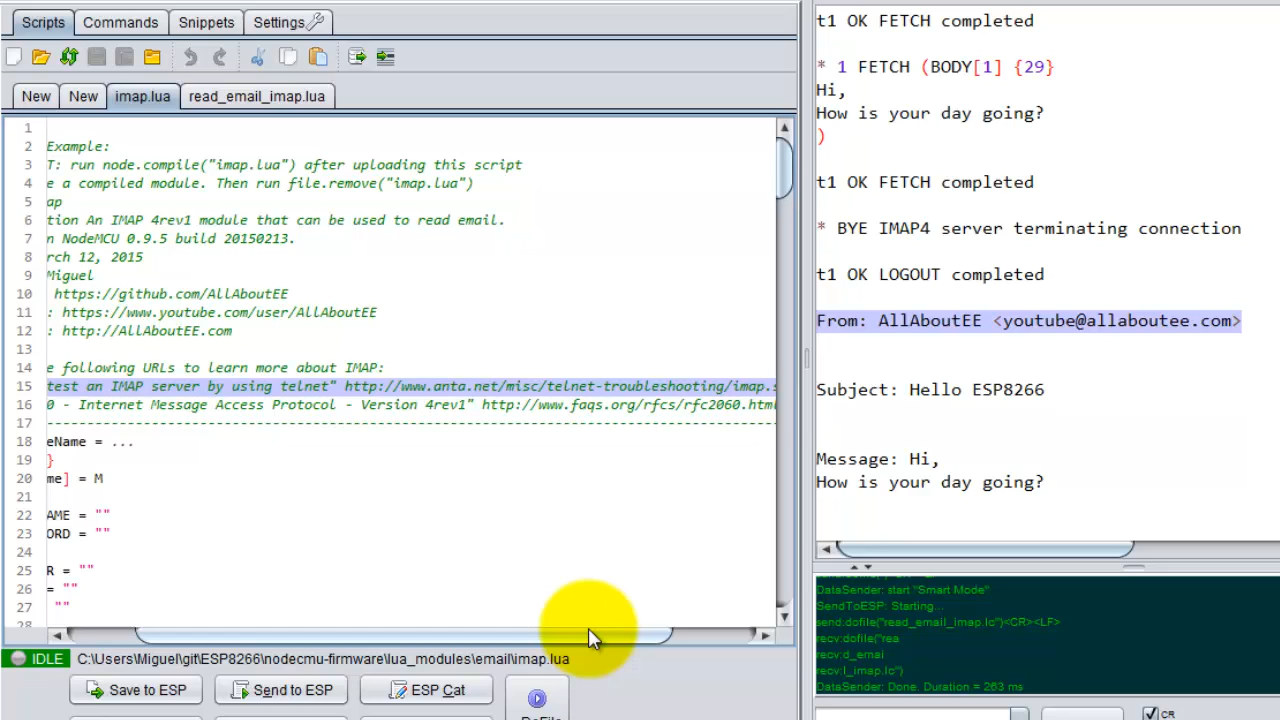 Scripts Commands Snippets Settings
New New imap.lua read_email_imap.lua
1
2 Example:
3 T: run node.compile("imap.lua") after uploading this script
4 e a compiled module. Then run file.remove("imap.lua")
5 ap
6 tion An IMAP 4rev1 module that can be used to read email.
7 n NodeMCU 0.9.5 build 20150213.
8 rch 12, 2015
9 Miguel
10 https://github.com/AllAboutEE
11 : https://www.youtube.com/user/AllAboutEE
12 : http://AllAboutEE.com
13
14 e following URLs to learn more about IMAP:
15 test an IMAP server by using telnet" http://www.anta.net/misc/telnet-troubleshooting/imap.s
16 0 - Internet Message Access Protocol - Version 4rev1" http://www.faqs.org/rfcs/rfc2060.html
17 ------------------------------------------------------------------------------------------
18 eName = ...
19 }
20 me] = M
21
22 AME = ""
23 ORD = ""
24
25 R = ""
26 = ""
27 ""
28
IDLE
Save to ESP Send to ESP ESP Cat
DoFile
t1 OK FETCH completed
* 1 FETCH (BODY[1] {29}
Hi,
How is your day going?
)
t1 OK FETCH completed
* BYE IMAP4 server terminating connection
t1 OK LOGOUT completed
From: AllAboutEE <youtube@allaboutee.com>
Subject: Hello ESP8266
Message: Hi,
How is your day going?
DataSender: start "Smart Mode"
SendToESP: Starting...
send:dofile("read_email_imap.lc")<CR><LF>
recv:dofile("rea
recv:d_emai
recv:l_imap.lc")
DataSender: Done. Duration = 263 ms
CR